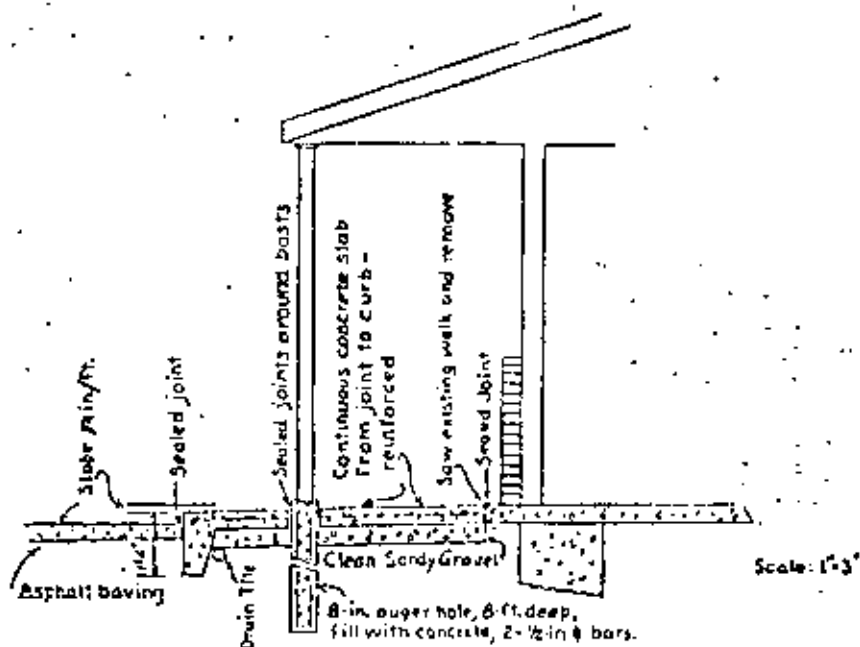 Slope in/ft.
Sealed joint
Sealed joints around posts
Continuous concrete slab
From joint to curb-
reinforced
Saw existing walk and remove
Sealed Joint
Asphalt paving
Drain Tile
Clean Sandy Gravel
8-in. auger hole, 8-ft. deep,
fill with concrete, 2-½-in ϕ bars.
Scale: 1"=3'